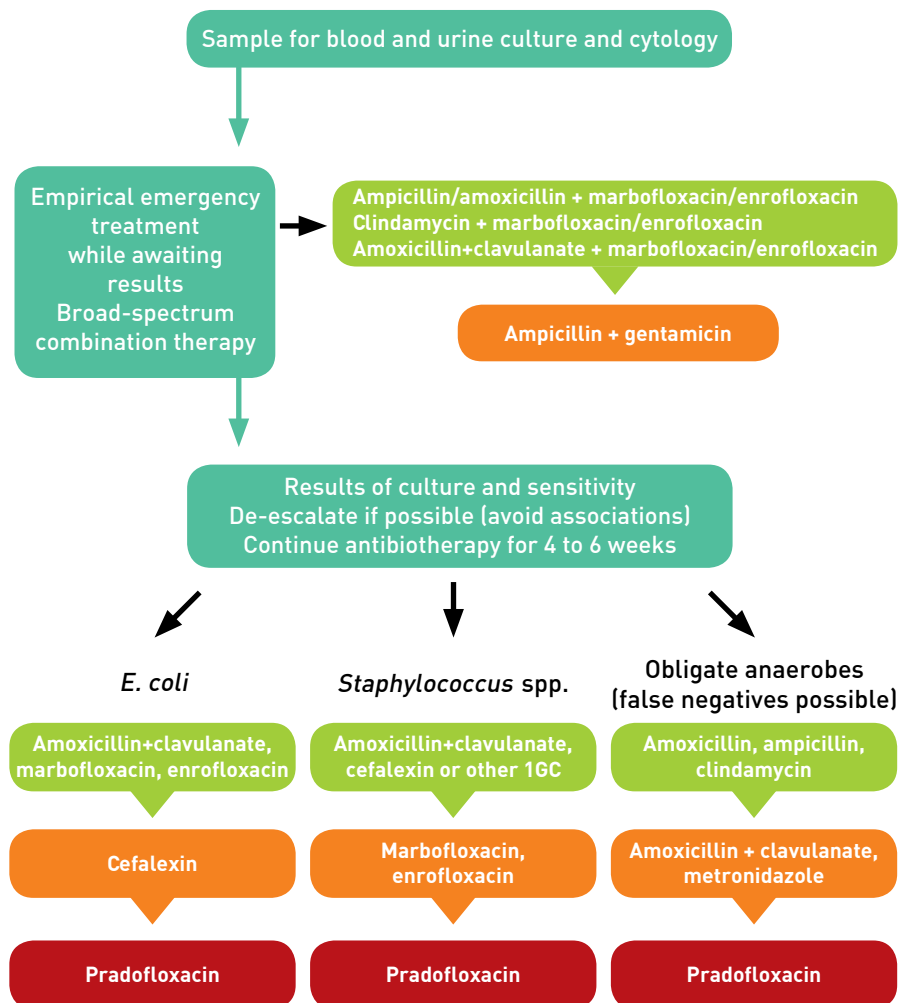 Sample for blood and urine culture and cytology
Empirical emergency
treatment
while awaiting
results
Broad-spectrum
combination therapy
Ampicillin/amoxicillin + marbofloxacin/enrofloxacin
Clindamycin + marbofloxacin/enrofloxacin
Amoxicillin+clavulanate + marbofloxacin/enrofloxacin
Ampicillin + gentamicin
Results of culture and sensitivity
De-escalate if possible (avoid associations)
Continue antibiotherapy for 4 to 6 weeks
E. coli
Amoxicillin+clavulanate,
marbofloxacin, enrofloxacin
Cefalexin
Pradofloxacin
Staphylococcus spp.
Amoxicillin+clavulanate,
cefalexin or other 1GC
Marbofloxacin,
enrofloxacin
Pradofloxacin
Obligate anaerobes
(false negatives possible)
Amoxicillin, ampicillin,
clindamycin
Amoxicillin + clavulanate,
metronidazole
Pradofloxacin